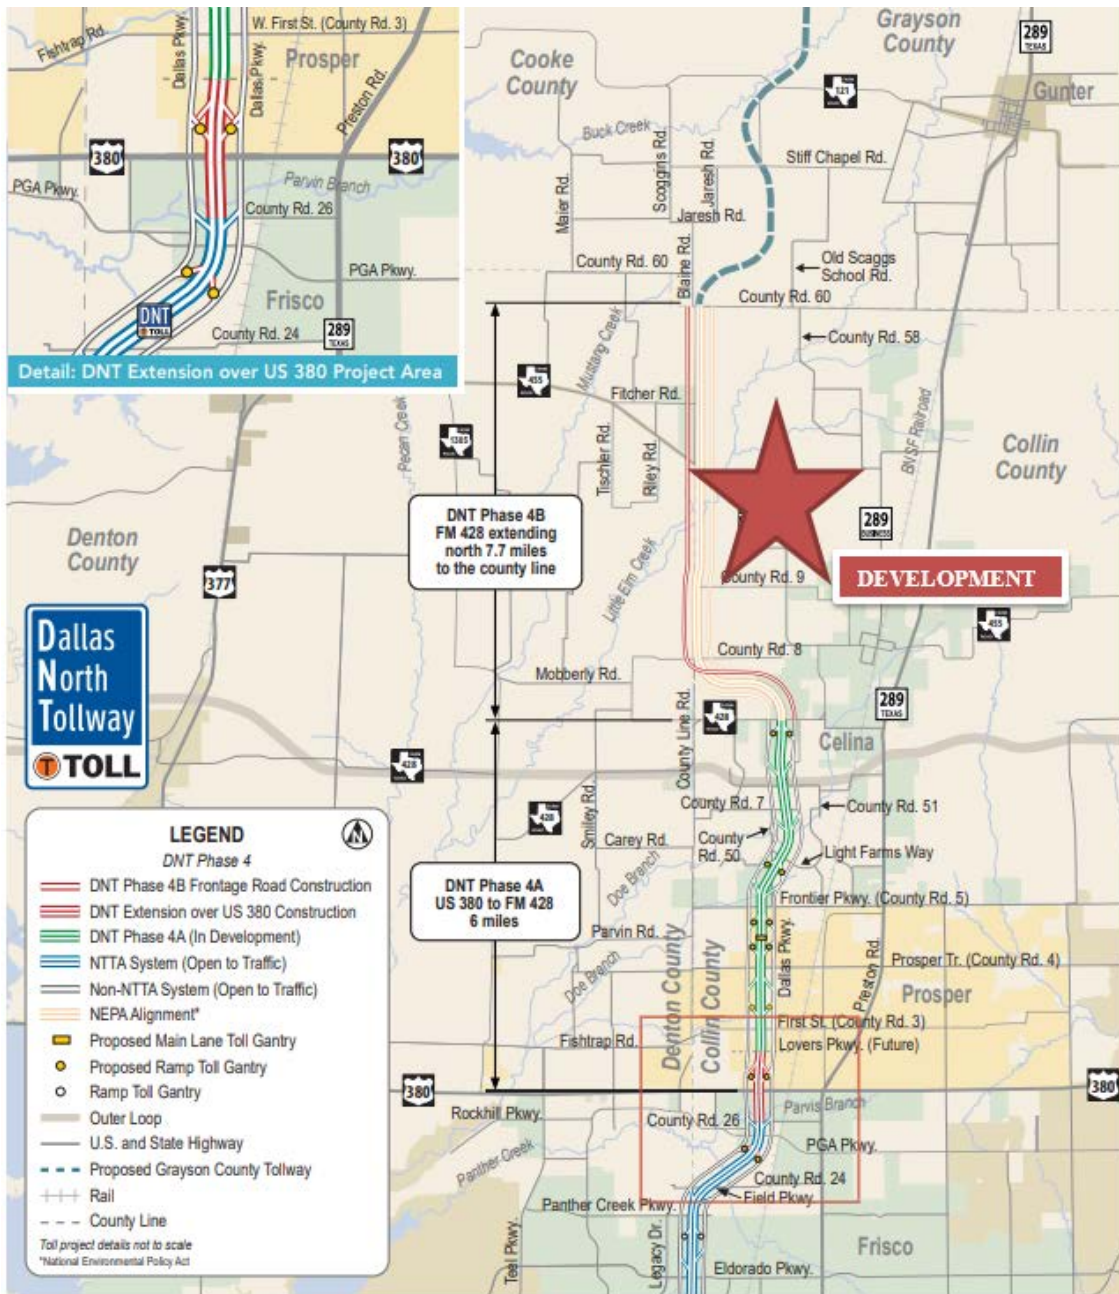 Fishtrap Rd.
Dallas Pkwy.
W. First St. (County Rd. 3)
Prosper
Dallas Pkwy.
Preston Rd.
380
380
PGA Pkwy.
Parvin Branch
County Rd. 26
PGA Pkwy.
Frisco
DNT
TOLL
County Rd. 24
289
TEXAS
Detail: DNT Extension over US 380 Project Area
Grayson
County
289
TEXAS
Cooke
County
121
Gunter
Buck Creek
Scoggins Rd.
Jaresh Rd.
Stiff Chapel Rd.
Maier Rd.
Jaresh Rd.
Old Scaggs
School Rd.
County Rd. 60
Blaine Rd.
County Rd. 60
Mustang Creek
County Rd. 58
455
Fitcher Rd.
Pecan Creek
1385
BNSF Railroad
Collin
County
Tischler Rd.
Riley Rd.
DNT Phase 4B
FM 428 extending
north 7.7 miles
to the county line
289
BUSINESS
Denton
County
377
Little Elm Creek
County Rd. 9
DEVELOPMENT
455
Dallas
North
Tollway
TOLL
County Rd. 8
Mobberly Rd.
289
TEXAS
428
County Line Rd.
Celina
428
Smiley Rd.
428
County Rd. 7
County Rd. 51
County
Rd. 50
Carey Rd.
Light Farms Way
Doe Branch
DNT Phase 4A
US 380 to FM 428
6 miles
Frontier Pkwy. (County Rd. 5)
Parvin Rd.
Dallas Pkwy.
Preston Rd.
Prosper Tr. (County Rd. 4)
Doe Branch
Denton County
Collin County
Prosper
First St. (County Rd. 3)
Fishtrap Rd.
Lovers Pkwy. (Future)
380
380
Rockhill Pkwy.
Parvis Branch
County Rd. 26
PGA Pkwy.
Panther Creek
County Rd. 24
Field Pkwy.
Panther Creek Pkwy.
Teel Pkwy.
Legacy Dr.
Frisco
Eldorado Pkwy.
LEGEND
DNT Phase 4
DNT Phase 4B Frontage Road Construction
DNT Extension over US 380 Construction
DNT Phase 4A (In Development)
NTTA System (Open to Traffic)
Non-NTTA System (Open to Traffic)
NEPA Alignment*
Proposed Main Lane Toll Gantry
Proposed Ramp Toll Gantry
Ramp Toll Gantry
Outer Loop
U.S. and State Highway
Proposed Grayson County Tollway
Rail
County Line
Toll project details not to scale
*National Environmental Policy Act